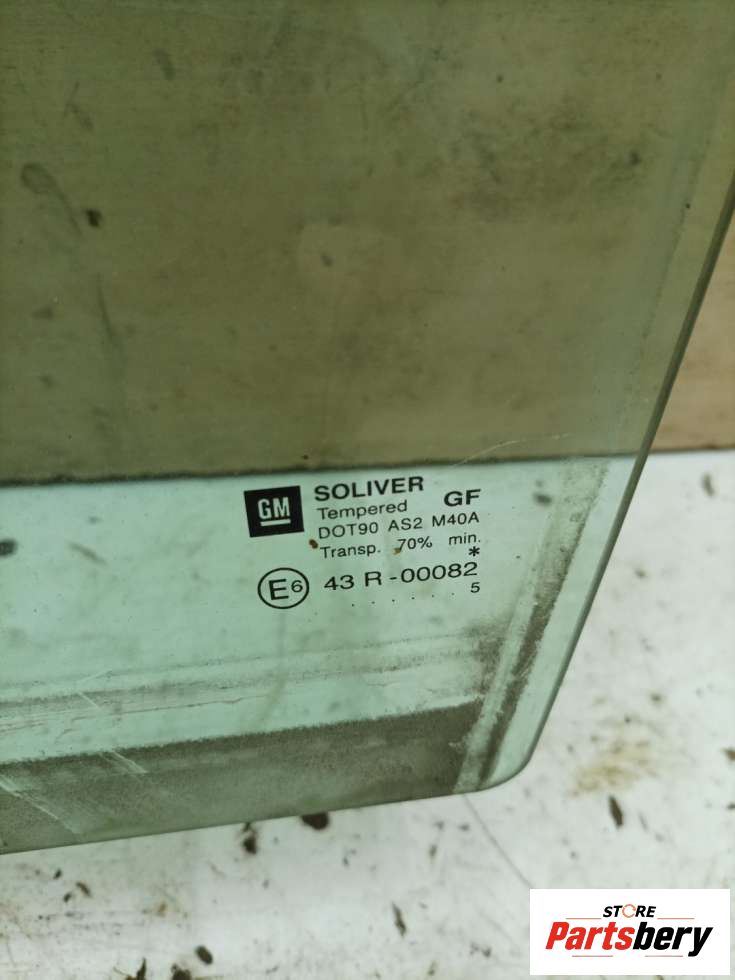 GM SOLIVER
Tempered GF
DOT90 AS2 M40A
Transp. 70% min.
*
E6 43 R-00082
. . . . . . 5
STORE
Partsbery